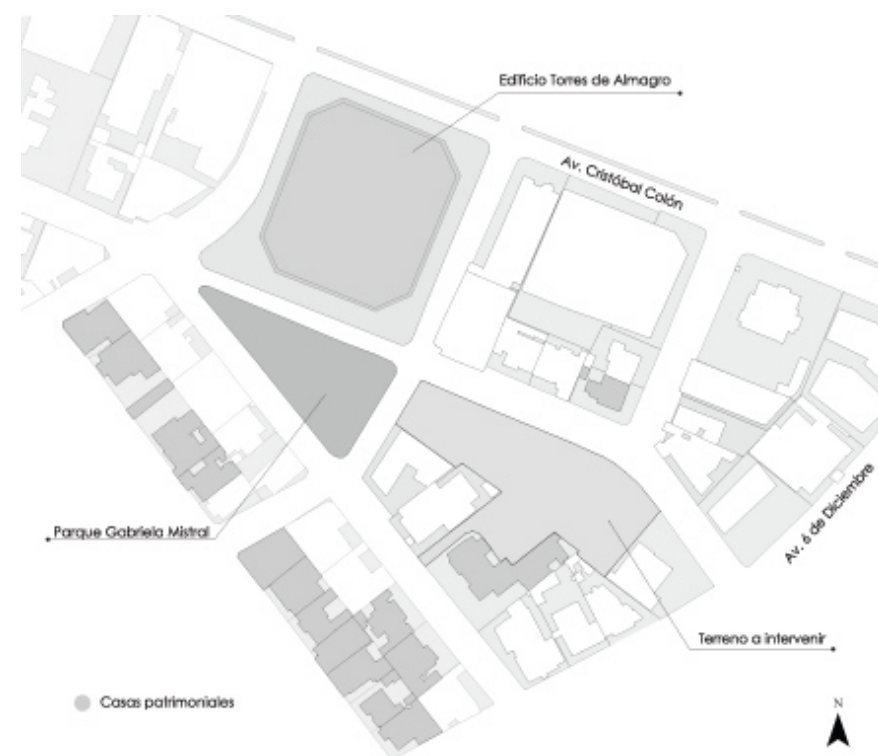 Edificio Torres de Almagro
Av. Cristóbal Colón
Av. 6 de Diciembre
Parque Gabriela Mistral
Terreno a intervenir
Casas patrimoniales
N